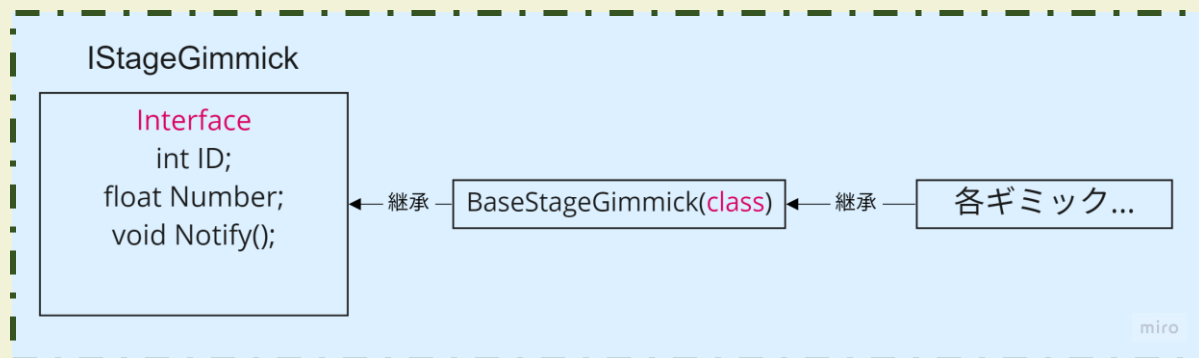 IStageGimmick
Interface
int ID;
float Number;
void Notify();
継承
BaseStageGimmick(class)
継承
各ギミック...
miro